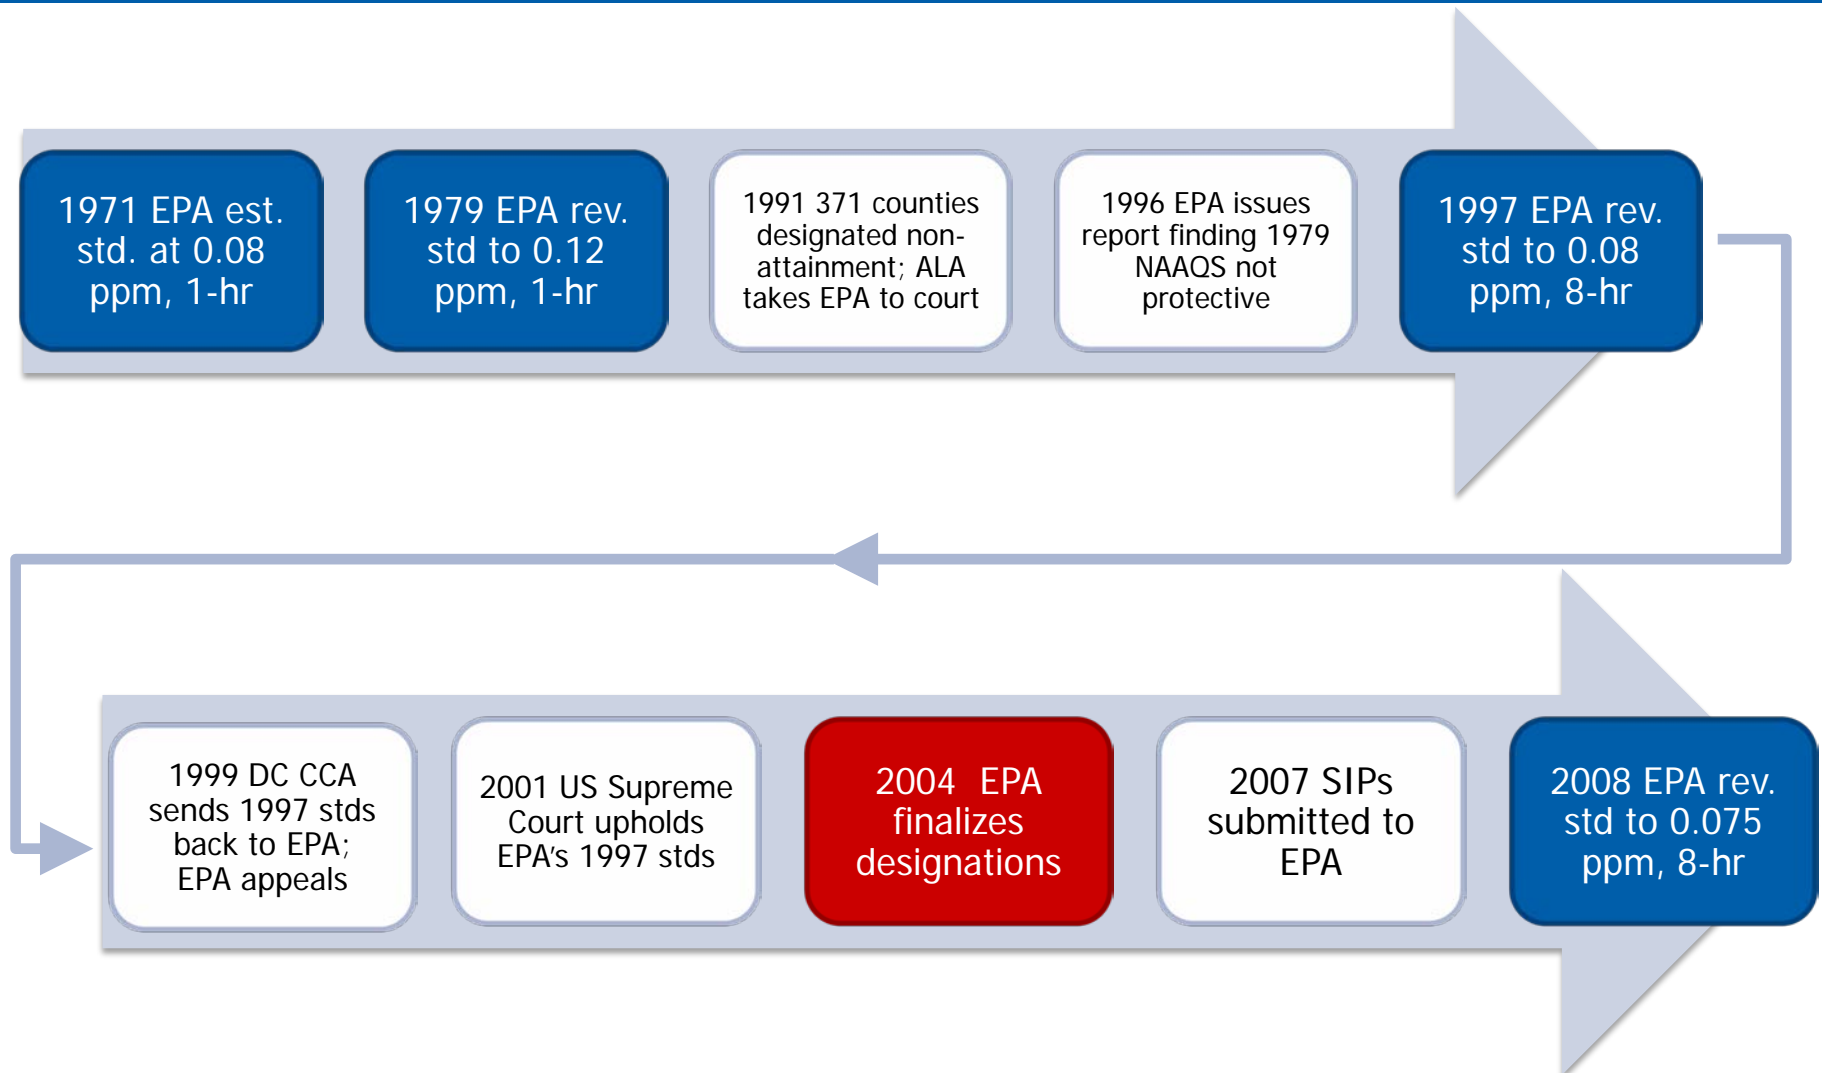 1971 EPA est.
std. at 0.08
ppm, 1-hr
1979 EPA rev.
std to 0.12
ppm, 1-hr
1991 371 counties
designated non-
attainment; ALA
takes EPA to court
1996 EPA issues
report finding 1979
NAAQS not
protective
1997 EPA rev.
std to 0.08
ppm, 8-hr
1999 DC CCA
sends 1997 stds
back to EPA;
EPA appeals
2001 US Supreme
Court upholds
EPA's 1997 stds
2004 EPA
finalizes
designations
2007 SIPs
submitted to
EPA
2008 EPA rev.
std to 0.075
ppm, 8-hr